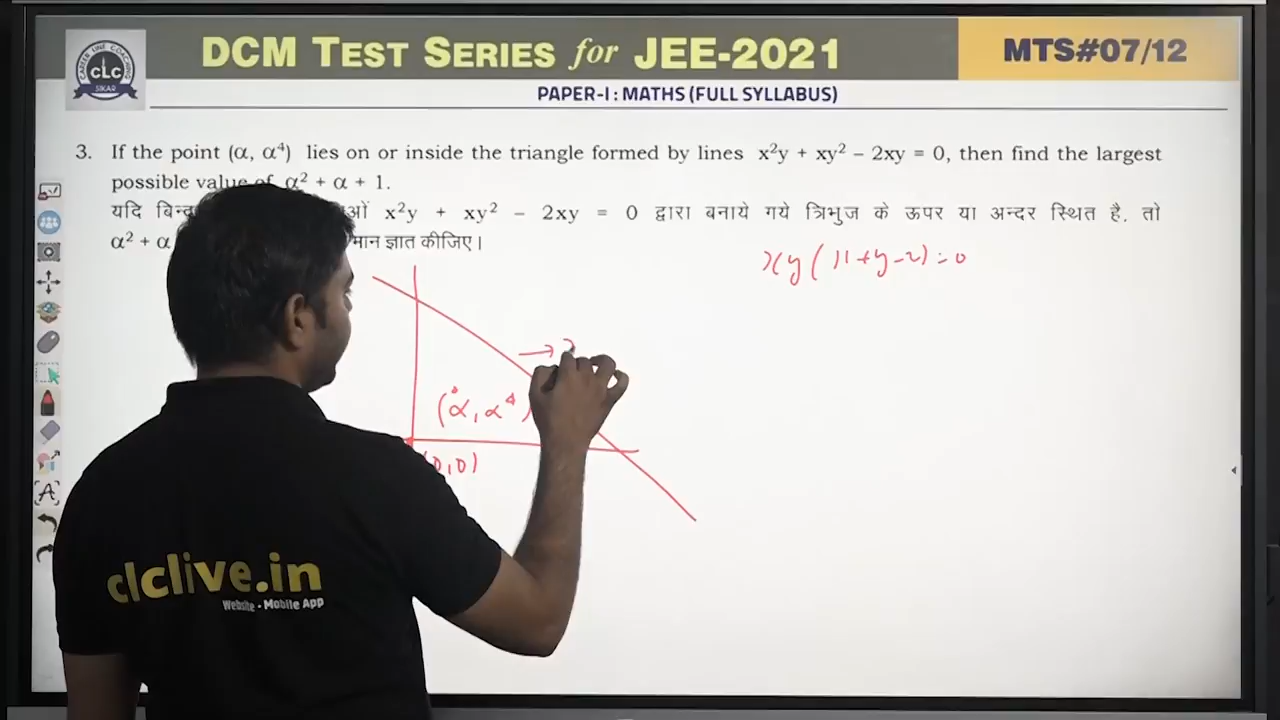 DCM TEST SERIES for JEE-2021
MTS#07/12
CAREER LINE COACHING
CLC
SIKAR
PAPER-I : MATHS (FULL SYLLABUS)
3. If the point (α, α⁴) lies on or inside the triangle formed by lines x²y + xy² – 2xy = 0, then find the largest
possible value of α² + α + 1.
यदि x²y + xy² – 2xy = 0 द्वारा बनाये गये त्रिभुज के ऊपर या अन्दर स्थित है. तो
α² + α मान ज्ञात कीजिए।
xy(x+y-2)=0
(α, α⁴)
(0,0)
A
clclive.in
Website - Mobile App